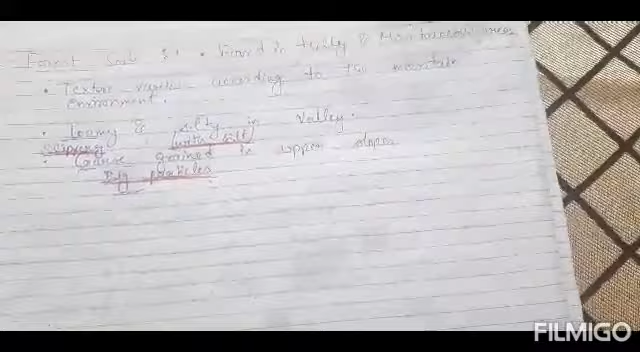 Forest Soils :- • Found in hilly & Mountainous areas
• Texture varies according to the mountain
environment.
• Loamy & silty in valley.
(with silt)
• Coarse grained in upper slopes
Big particles
FILMIGO